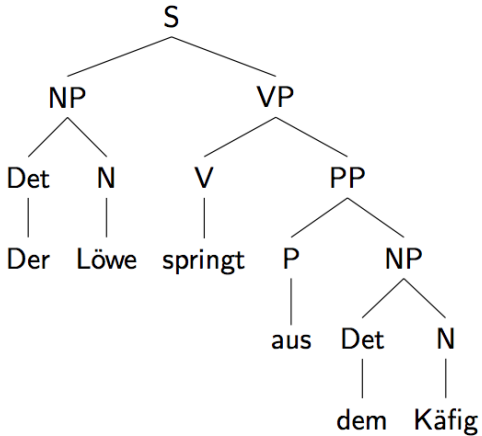 S
NP VP
Det N V PP
Der Löwe springt P NP
aus Det N
dem Käfig